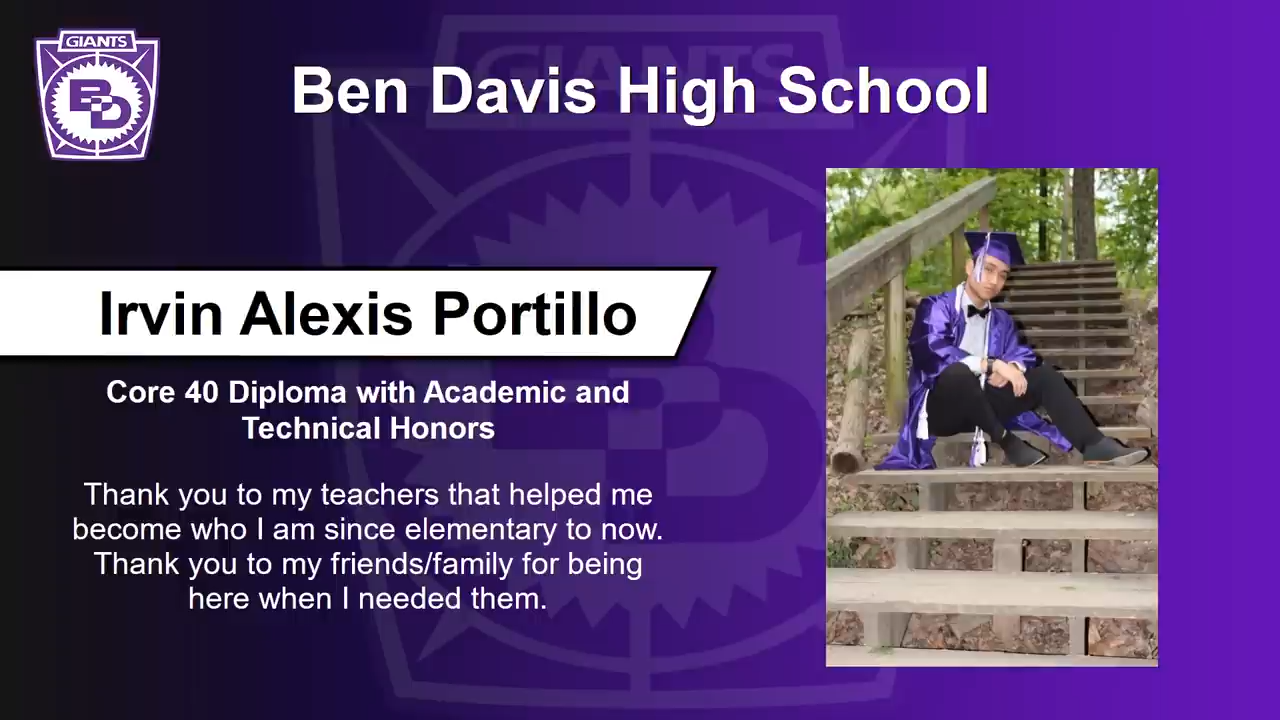 GIANTS
BD
GIANTS
Ben Davis High School
Irvin Alexis Portillo
Core 40 Diploma with Academic and
Technical Honors
Thank you to my teachers that helped me
become who I am since elementary to now.
Thank you to my friends/family for being
here when I needed them.
BD